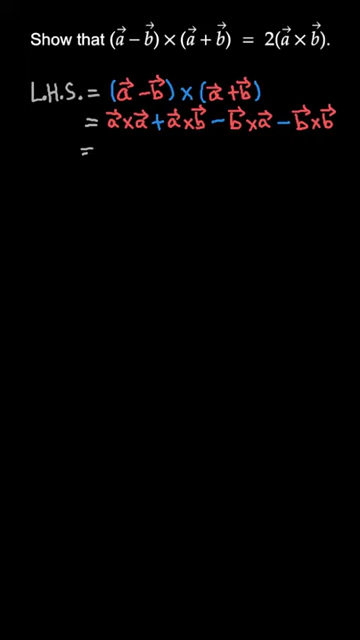 Show that (a⃗ − b⃗) × (a⃗ + b⃗) = 2(a⃗ × b⃗).
L.H.S. = (a⃗ − b⃗) × (a⃗ + b⃗)
= a⃗ × a⃗ + a⃗ × b⃗ − b⃗ × a⃗ − b⃗ × b⃗
=